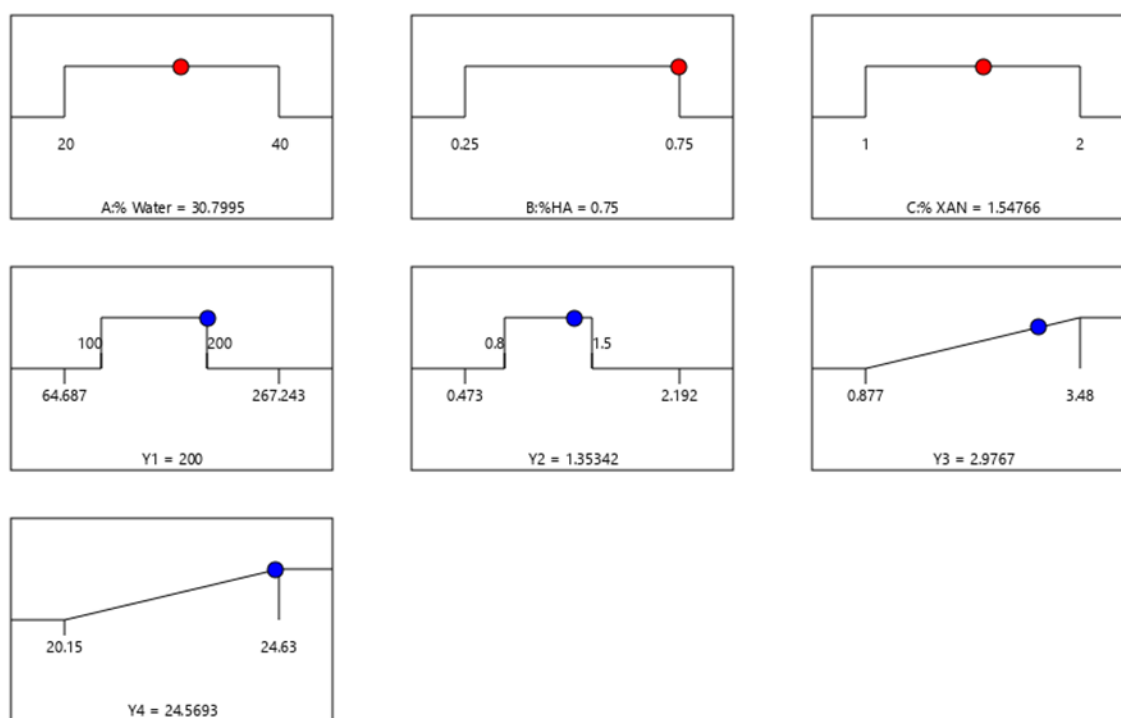 20 40
A:% Water = 30.7995
0.25 0.75
B:%HA = 0.75
1 2
C:% XAN = 1.54766
100 200
64.687 267.243
Y1 = 200
0.8 1.5
0.473 2.192
Y2 = 1.35342
0.877 3.48
Y3 = 2.9767
20.15 24.63
Y4 = 24.5693